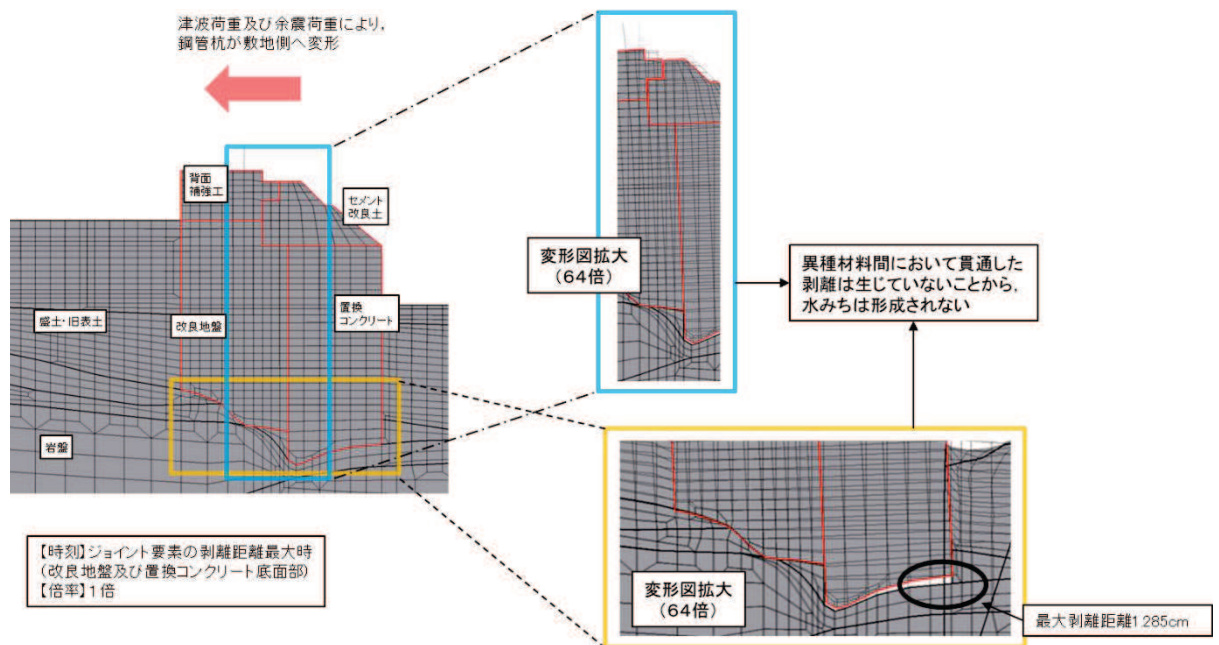 津波荷重及び余震荷重により,
鋼管杭が敷地側へ変形
背面
補強工
セメント
改良土
盛土・旧表土
改良地盤
置換
コンクリート
岩盤
【時刻】ジョイント要素の剥離距離最大時
(改良地盤及び置換コンクリート底面部)
【倍率】1倍
変形図拡大
(64倍)
異種材料間において貫通した
剥離は生じていないことから,
水みちは形成されない
変形図拡大
(64倍)
最大剥離距離1.285cm